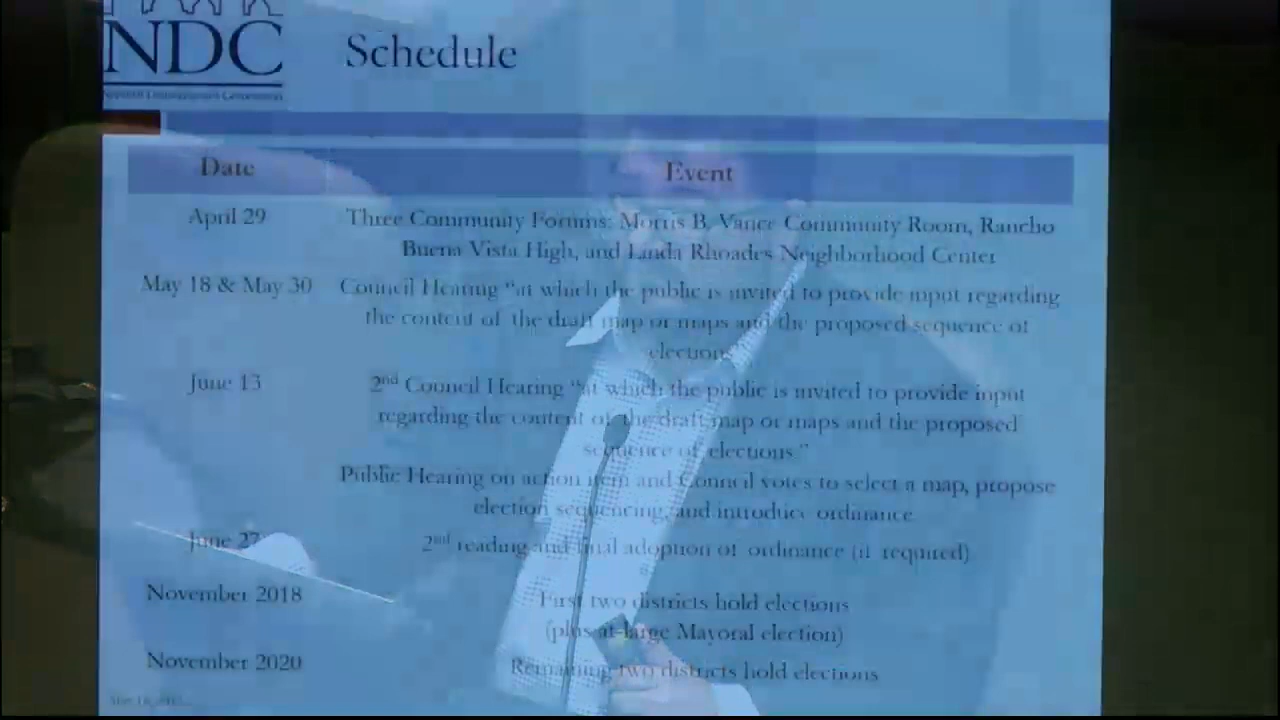 NDC
Schedule
National Demographics Corporation
Date Event
April 29 Three Community Forums: Morris B. Vance Community Room, Rancho
Buena Vista High, and Linda Rhoades Neighborhood Center
May 18 & May 30 Council Hearing "at which the public is invited to provide input regarding
the content of the draft map or maps and the proposed sequence of
elections
June 13 2nd Council Hearing "at which the public is invited to provide input
regarding the content of the draft map or maps and the proposed
sequence of elections."
Public Hearing on action item and Council votes to select a map, propose
election sequencing, and introduce ordinance
June 27 2nd reading and final adoption of ordinance (if required)
November 2018 First two districts hold elections
(plus at-large Mayoral election)
November 2020 Remaining two districts hold elections